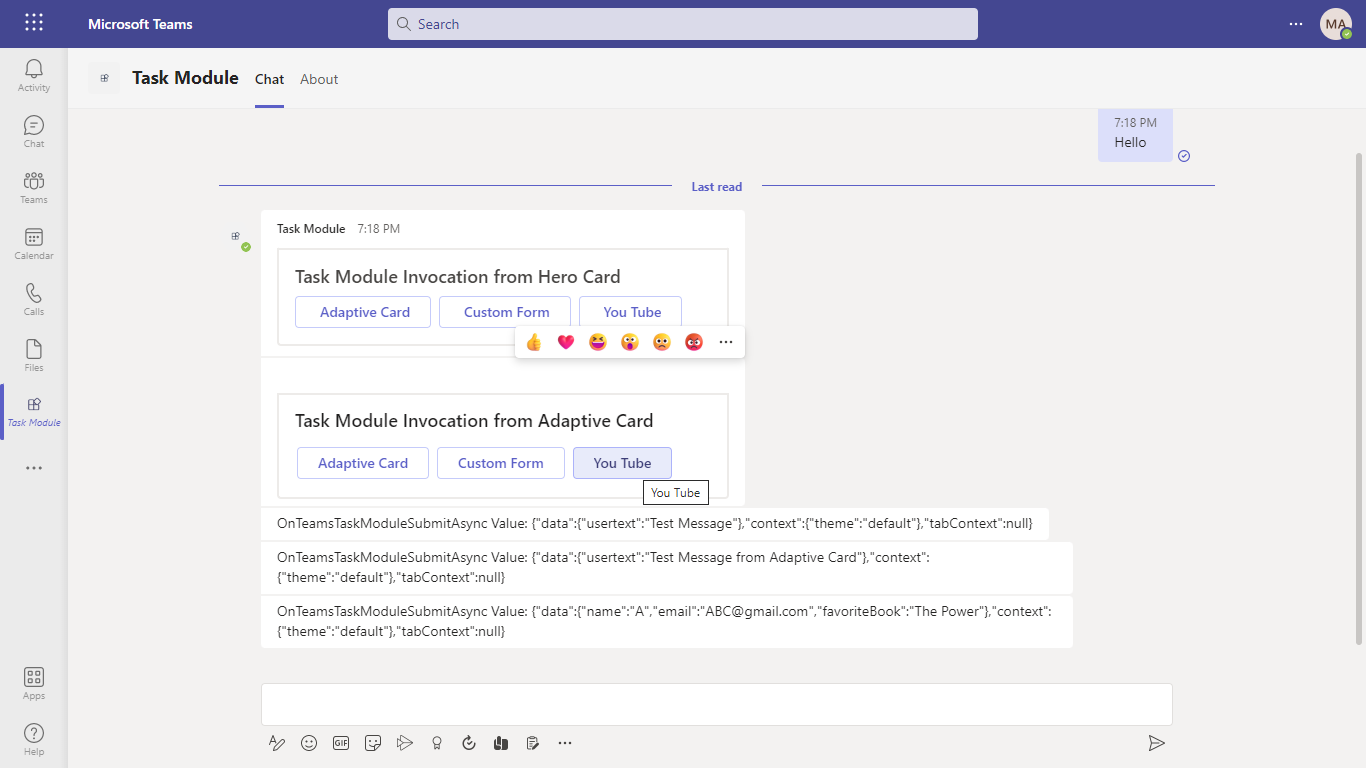 Microsoft Teams
Search
MA
Activity
Chat
Teams
Calendar
Calls
Files
Task Module
Apps
Help
Task Module Chat About
7:18 PM
Hello
Last read
Task Module 7:18 PM
Task Module Invocation from Hero Card
Adaptive Card Custom Form You Tube
Task Module Invocation from Adaptive Card
Adaptive Card Custom Form You Tube
You Tube
OnTeamsTaskModuleSubmitAsync Value: {"data":{"usertext":"Test Message"},"context":{"theme":"default"},"tabContext":null}
OnTeamsTaskModuleSubmitAsync Value: {"data":{"usertext":"Test Message from Adaptive Card"},"context":
{"theme":"default"},"tabContext":null}
OnTeamsTaskModuleSubmitAsync Value: {"data":{"name":"A","email":"ABC@gmail.com","favoriteBook":"The Power"},"context":
{"theme":"default"},"tabContext":null}
GIF